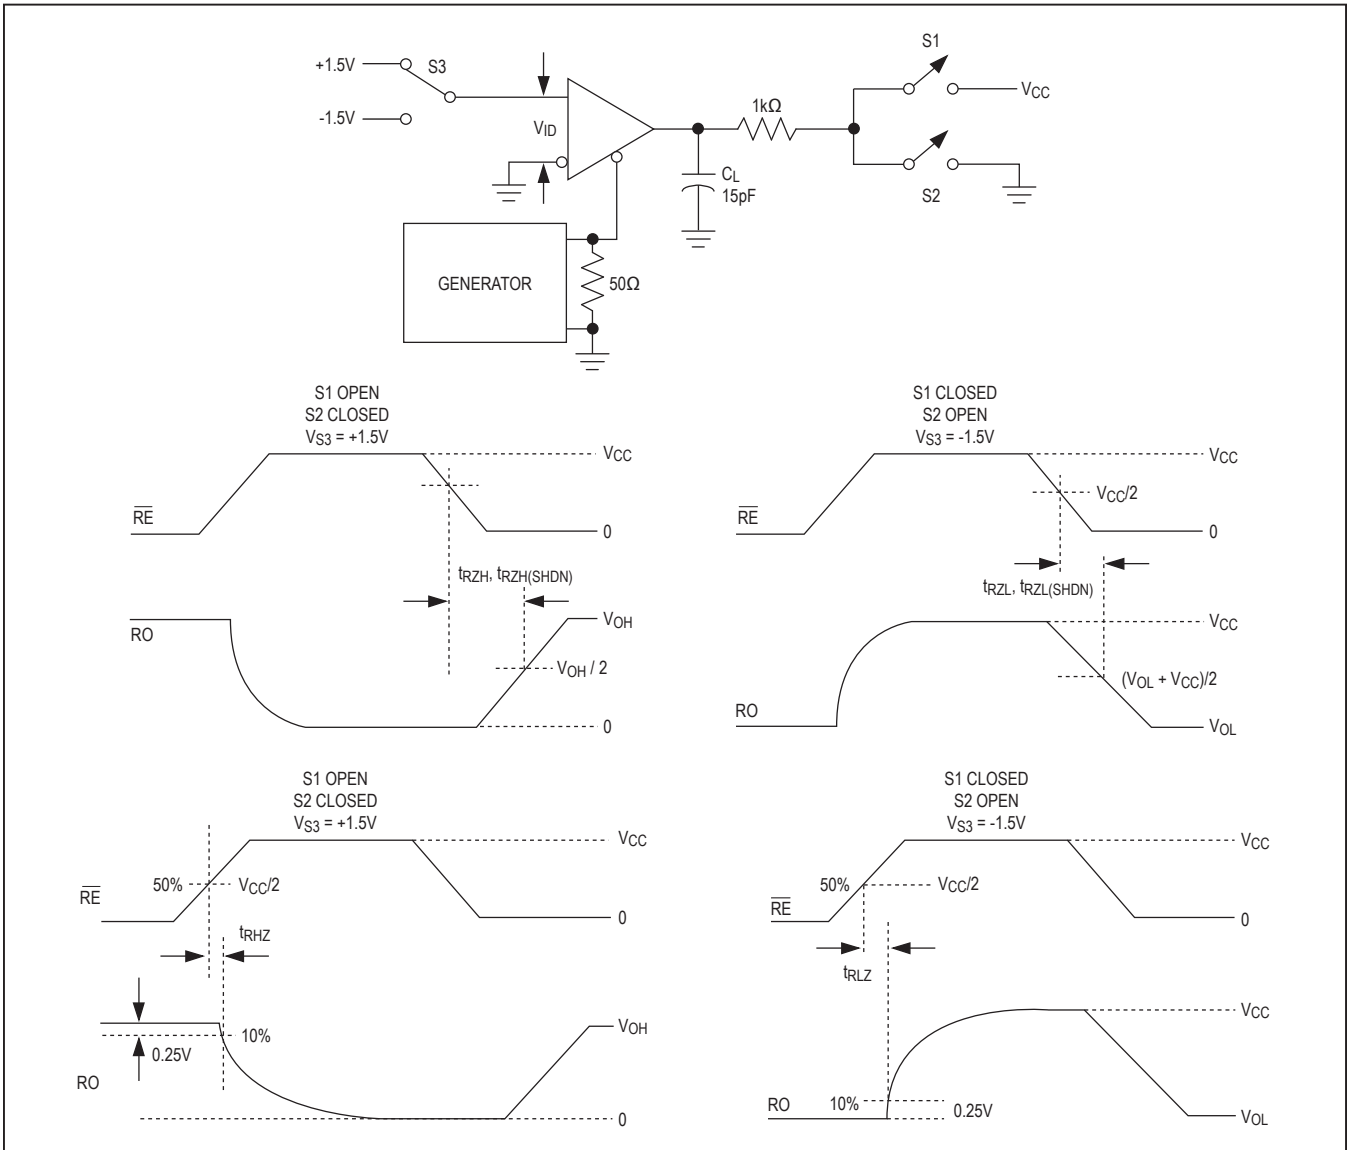 +1.5V
S3
-1.5V
VID
S1
VCC
1kΩ
CL
15pF
S2
GENERATOR
50Ω
S1 OPEN
S2 CLOSED
VS3 = +1.5V
VCC
RE
0
tRZH, tRZH(SHDN)
RO
VOH
VOH / 2
0
S1 CLOSED
S2 OPEN
VS3 = -1.5V
VCC
VCC/2
RE
0
tRZL, tRZL(SHDN)
VCC
(VOL + VCC)/2
RO
VOL
S1 OPEN
S2 CLOSED
VS3 = +1.5V
VCC
50%
VCC/2
RE
0
tRHZ
VOH
10%
0.25V
RO
0
S1 CLOSED
S2 OPEN
VS3 = -1.5V
VCC
50%
VCC/2
RE
0
tRLZ
VCC
RO
10%
0.25V
VOL